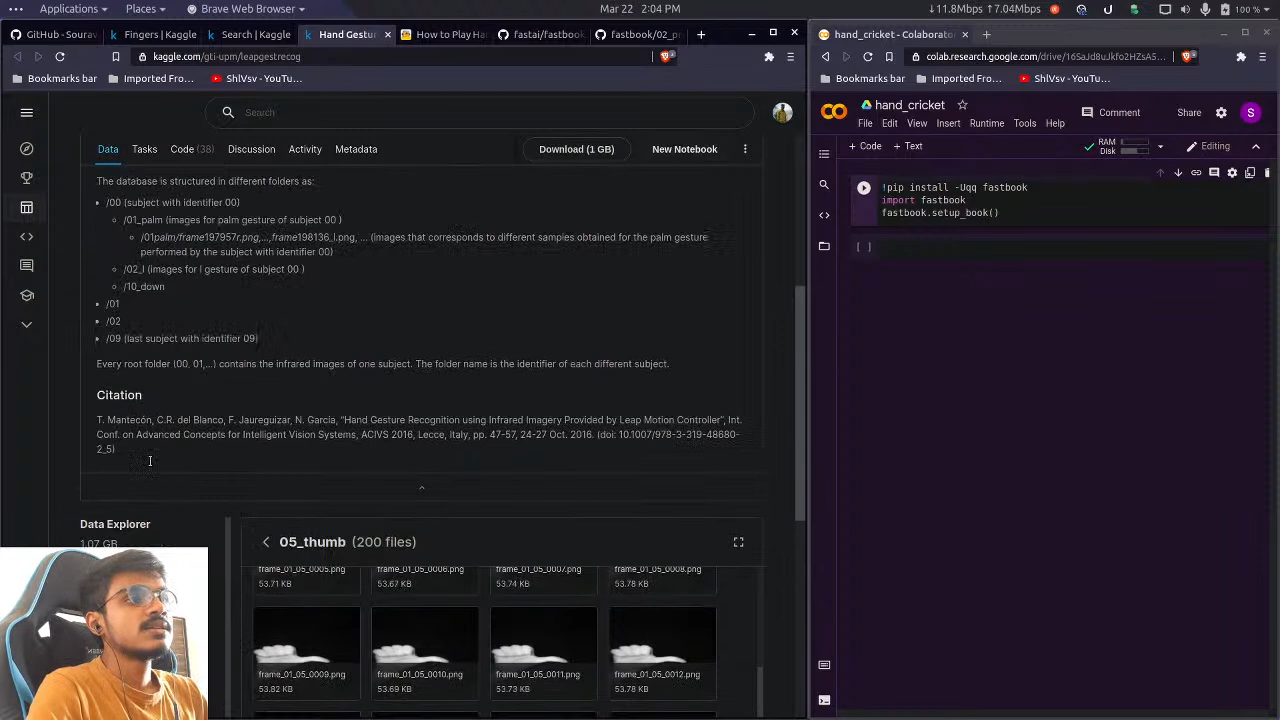 Applications
Places
Brave Web Browser
Mar 22 2:04 PM
↓11.8Mbps ↑7.04Mbps
100 %
GitHub - Sourav
Fingers | Kaggle
Search | Kaggle
Hand Gestur
How to Play Ha
fastai/fastbook
fastbook/02_pr
kaggle.com/gti-upm/leapgestrecog
Bookmarks bar
Imported Fro...
ShlVsv - YouTu...
Search
Data
Tasks
Code (38)
Discussion
Activity
Metadata
Download (1 GB)
New Notebook
The database is structured in different folders as:
/00 (subject with identifier 00)
/01_palm (images for palm gesture of subject 00 )
/01palm/frame197957r.png,...,frame198136_l.png, ... (images that corresponds to different samples obtained for the palm gesture
performed by the subject with identifier 00)
/02_l (images for l gesture of subject 00 )
/10_down
/01
/02
/09 (last subject with identifier 09)
Every root folder (00, 01,...) contains the infrared images of one subject. The folder name is the identifier of each different subject.
Citation
T. Mantecón, C.R. del Blanco, F. Jaureguizar, N. García, “Hand Gesture Recognition using Infrared Imagery Provided by Leap Motion Controller”, Int.
Conf. on Advanced Concepts for Intelligent Vision Systems, ACIVS 2016, Lecce, Italy, pp. 47-57, 24-27 Oct. 2016. (doi: 10.1007/978-3-319-48680-
2_5)
Data Explorer
1.07 GB
05_thumb (200 files)
frame_01_05_0005.png
frame_01_05_0006.png
frame_01_05_0007.png
frame_01_05_0008.png
53.71 KB
53.67 KB
53.74 KB
53.78 KB
frame_01_05_0009.png
frame_01_05_0010.png
frame_01_05_0011.png
frame_01_05_0012.png
53.82 KB
53.69 KB
53.73 KB
53.78 KB
hand_cricket - Colaborator
colab.research.google.com/drive/16SaJd8uJkfo2HZsA5...
Bookmarks bar
Imported Fro...
ShlVsv - YouTu...
hand_cricket
Comment
Share
S
File
Edit
View
Insert
Runtime
Tools
Help
+ Code
+ Text
RAM
Disk
Editing
!pip install -Uqq fastbook
import fastbook
fastbook.setup_book()
[ ]